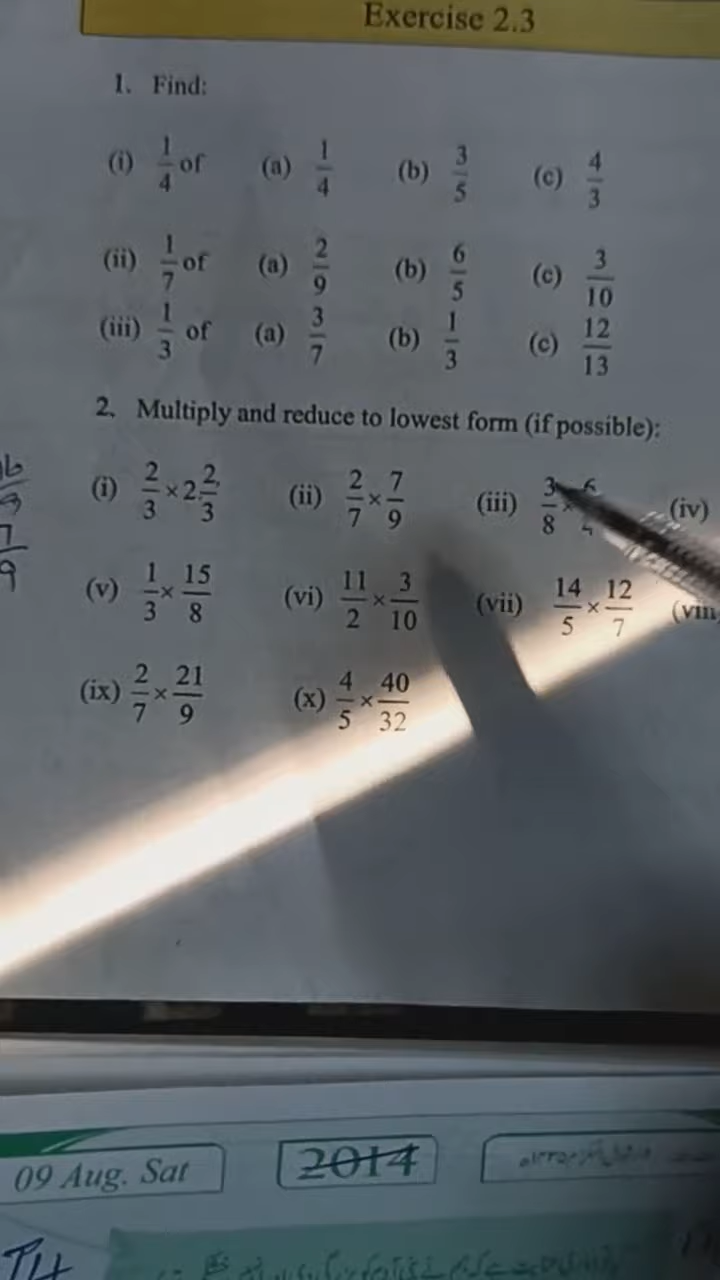 Exercise 2.3
1. Find:
(i) 1/4 of (a) 1/4 (b) 3/5 (c) 4/3
(ii) 1/7 of (a) 2/9 (b) 6/5 (c) 3/10
(iii) 1/3 of (a) 3/7 (b) 1/3 (c) 12/13
2. Multiply and reduce to lowest form (if possible):
(i) 2/3 × 2 2/3 (ii) 2/7 × 7/9 (iii) 3/8 × 6/4 (iv)
(v) 1/3 × 15/8 (vi) 11/2 × 3/10 (vii) 14/5 × 12/7
(ix) 2/7 × 21/9 (x) 4/5 × 40/32
09 Aug. Sat 2014